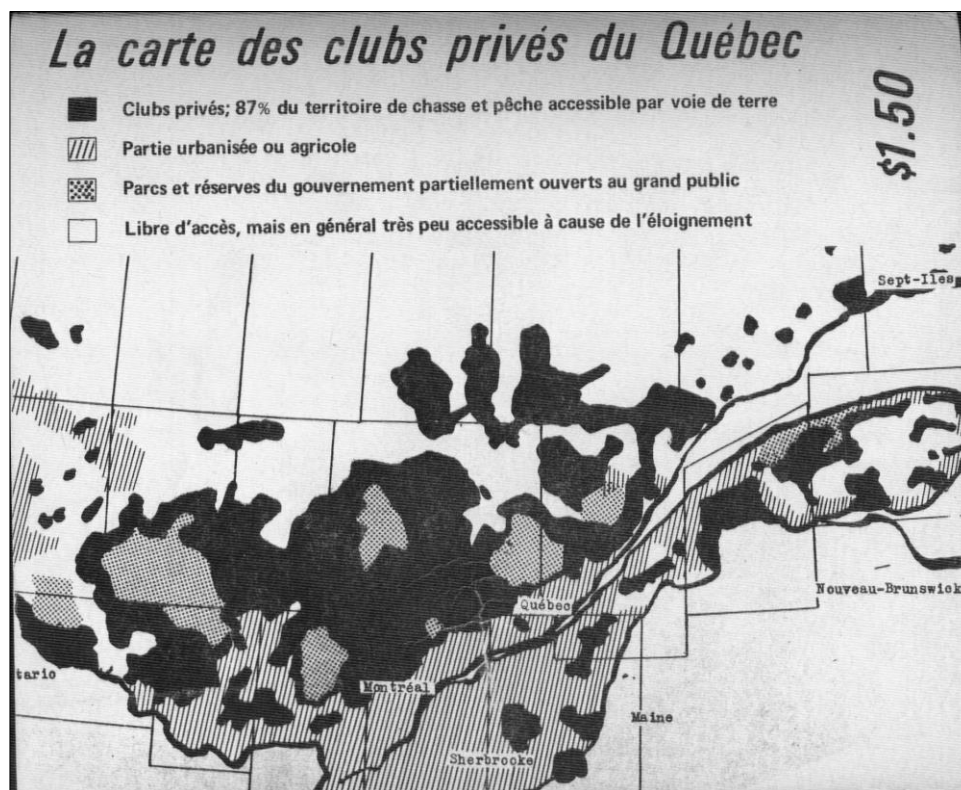 La carte des clubs privés du Québec
$1.50
Clubs privés; 87% du territoire de chasse et pêche accessible par voie de terre
Partie urbanisée ou agricole
Parcs et réserves du gouvernement partiellement ouverts au grand public
Libre d'accès, mais en général très peu accessible à cause de l'éloignement
Sept-Iles
Nouveau-Brunswick
Québec
tario
Montréal
Maine
Sherbrooke